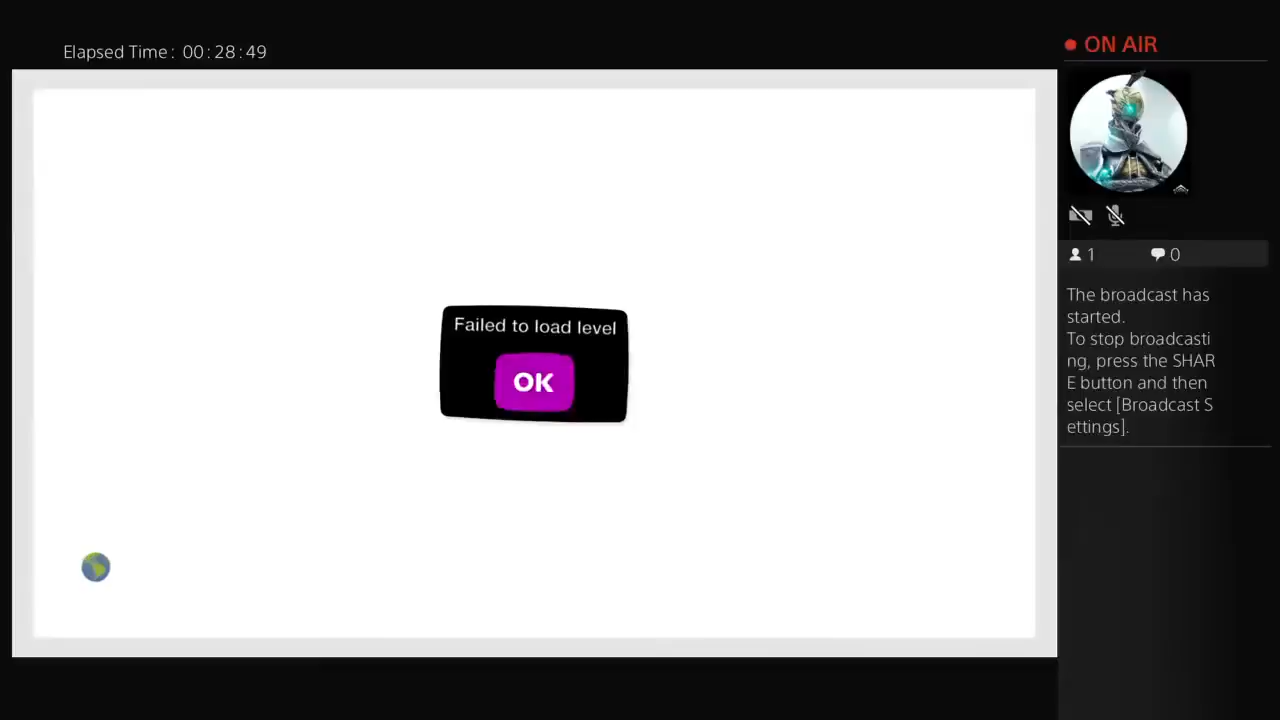 Elapsed Time: 00:28:49
ON AIR
1 0
The broadcast has
started.
To stop broadcasti
ng, press the SHAR
E button and then
select [Broadcast S
ettings].
Failed to load level
OK